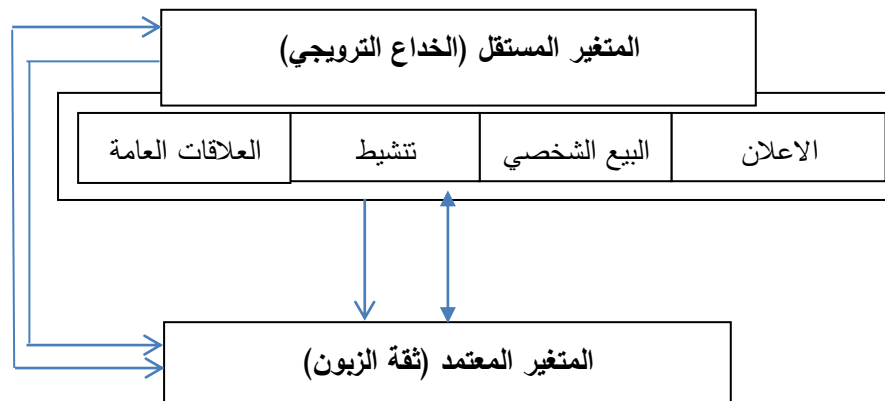 المتغير المستقل (الخداع الترويجي)
الاعلان
البيع الشخصي
تنشيط
العلاقات العامة
المتغير المعتمد (ثقة الزبون)